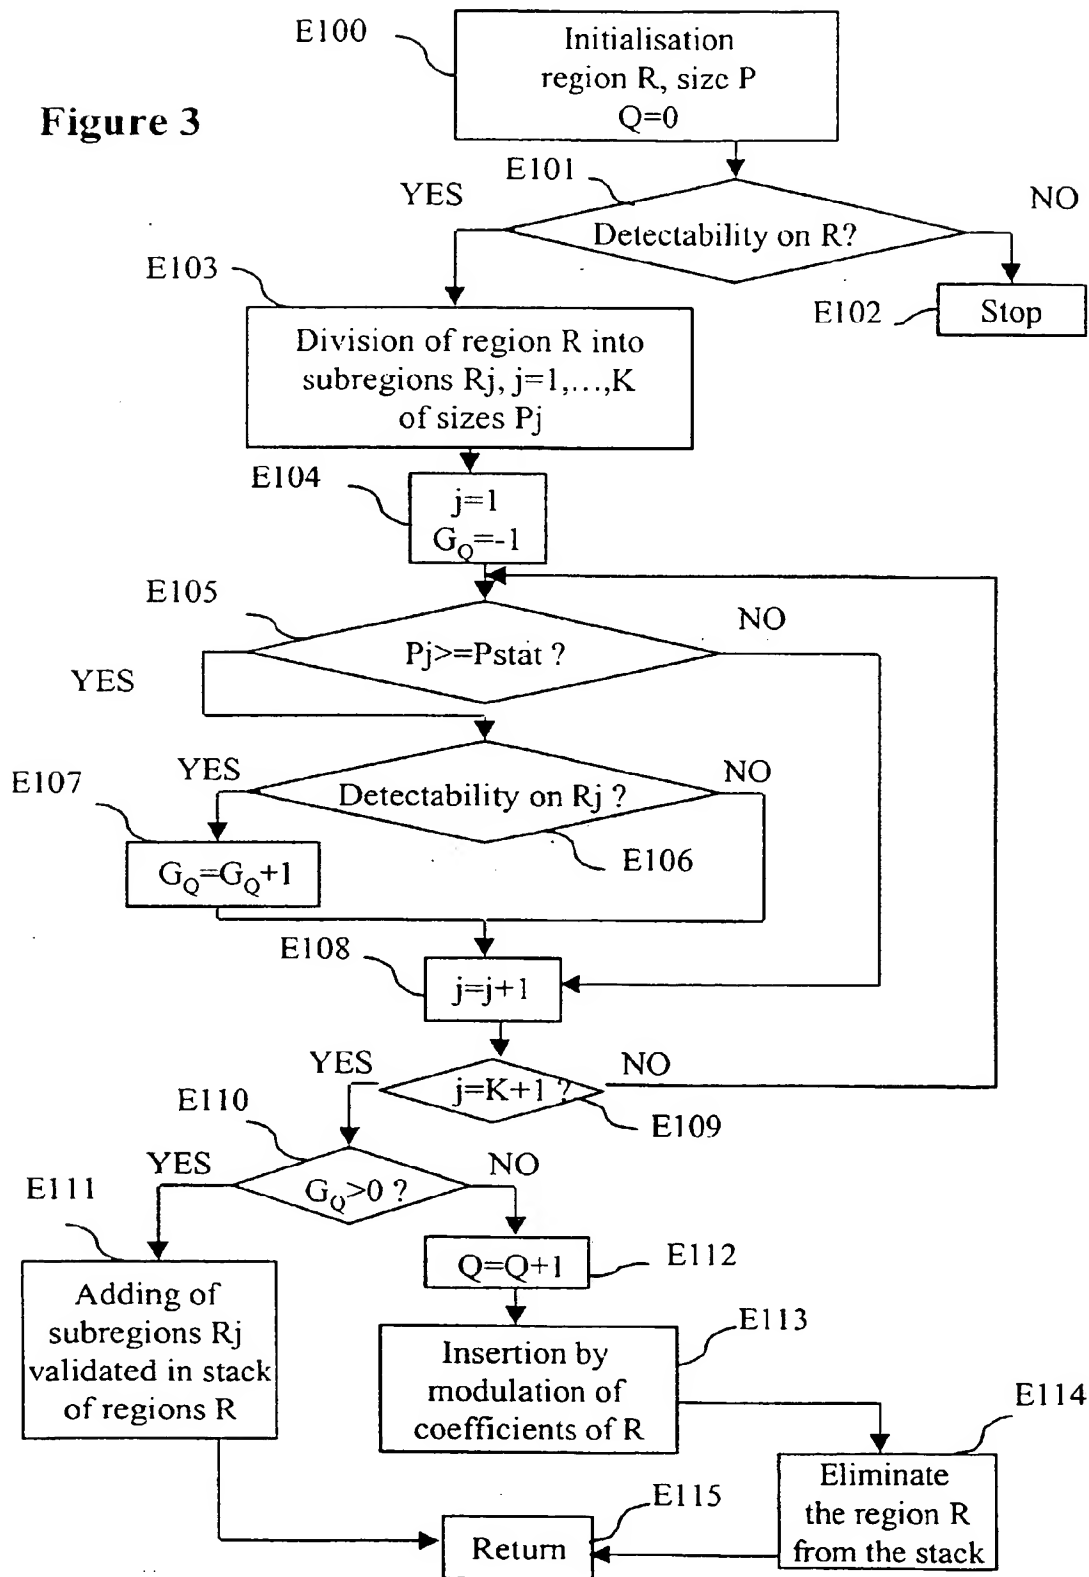 E100
Initialisation
region R, size P
Q=0
Figure 3
E101
YES
NO
Detectability on R?
E103
E102
Stop
Division of region R into
subregions Rj, j=1,...,K
of sizes Pj
E104
j=1
GQ=-1
E105
NO
Pj>=Pstat ?
YES
E107
YES
NO
Detectability on Rj ?
E106
GQ=GQ+1
E108
j=j+1
YES
NO
j=K+1 ?
E110
E109
YES
NO
GQ>0 ?
E111
Q=Q+1
E112
Adding of
subregions Rj
validated in stack
of regions R
E113
Insertion by
modulation of
coefficients of R
E114
Eliminate
the region R
from the stack
E115
Return